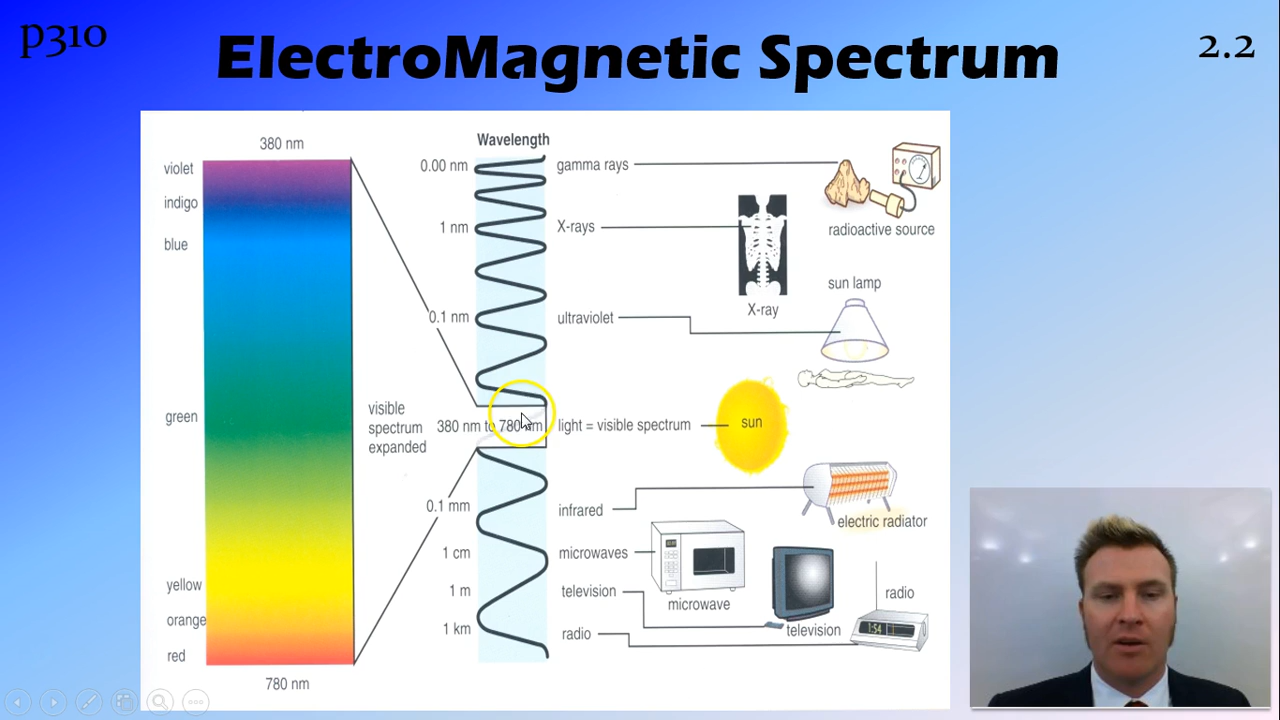 p310
ElectroMagnetic Spectrum
2.2
380 nm
violet
indigo
blue
green
yellow
orange
red
780 nm
visible
spectrum
expanded
Wavelength
0.00 nm
1 nm
0.1 nm
380 nm to 780 nm
0.1 mm
1 cm
1 m
1 km
gamma rays
X-rays
ultraviolet
light = visible spectrum
infrared
microwaves
television
radio
radioactive source
X-ray
sun lamp
sun
electric radiator
microwave
television
radio
1:54